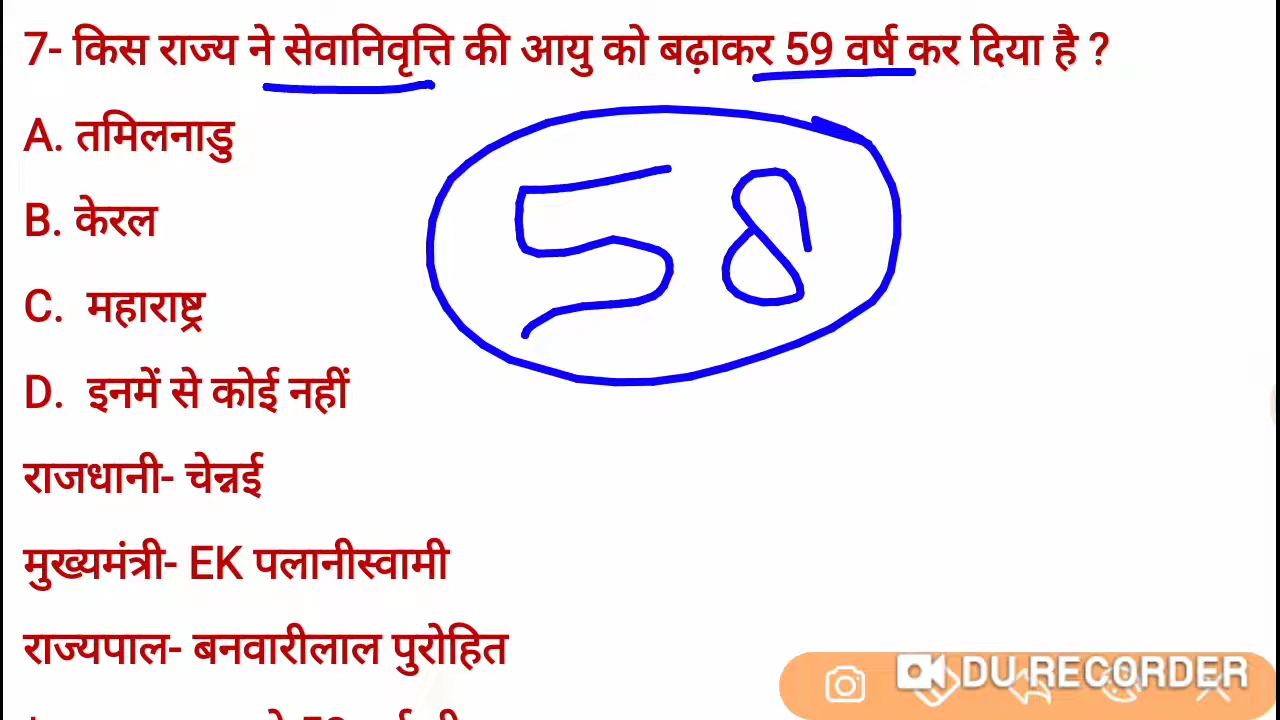 7- किस राज्य ने सेवानिवृत्ति की आयु को बढ़ाकर 59 वर्ष कर दिया है ?
A. तमिलनाडु
58
B. केरल
C. महाराष्ट्र
D. इनमें से कोई नहीं
राजधानी- चेन्नई
मुख्यमंत्री- EK पलानीस्वामी
राज्यपाल- बनवारीलाल पुरोहित
DU RECORDER